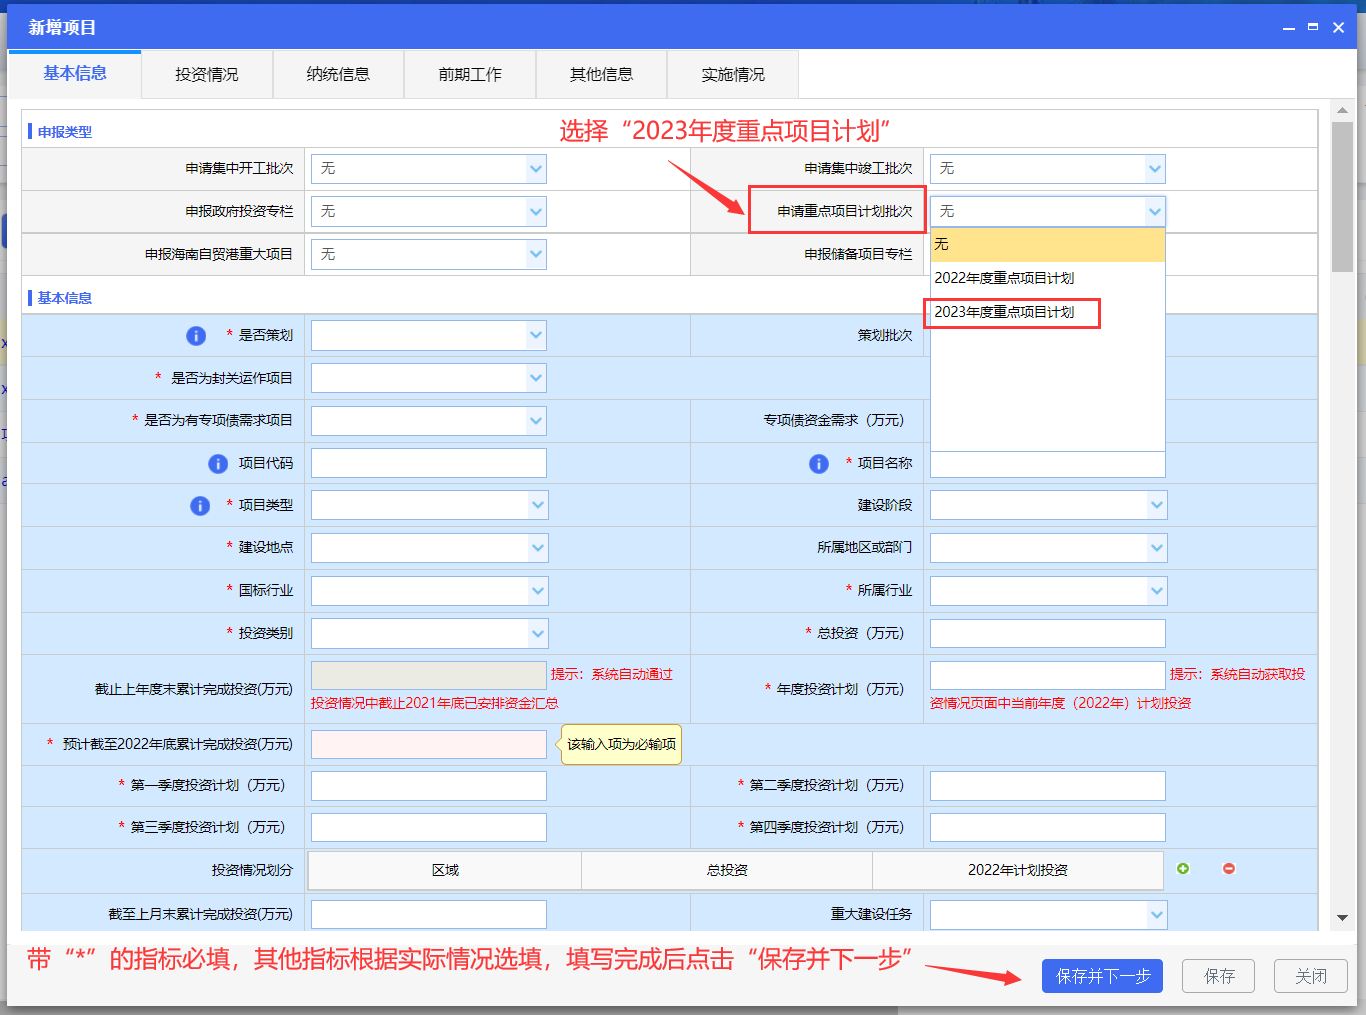 新增项目
基本信息 投资情况 纳统信息 前期工作 其他信息 实施情况
选择“2023年度重点项目计划”
申报类型
申请集中开工批次 无 申请集中竣工批次 无
申报政府投资专栏 无 申请重点项目计划批次 无
申报海南自贸港重大项目 无 申报储备项目专栏
无
2022年度重点项目计划
2023年度重点项目计划
基本信息
* 是否策划 策划批次
* 是否为封关运作项目
* 是否为有专项债需求项目 专项债资金需求（万元）
项目代码 * 项目名称
* 项目类型 建设阶段
* 建设地点 所属地区或部门
* 国标行业 * 所属行业
* 投资类别 * 总投资（万元）
截止上年度末累计完成投资(万元) 提示：系统自动通过投资情况中截止2021年底已安排资金汇总 * 年度投资计划（万元） 提示：系统自动获取投资情况页面中当前年度（2022年）计划投资
* 预计截至2022年底累计完成投资(万元) 该输入项为必输项
* 第一季度投资计划（万元） * 第二季度投资计划（万元）
* 第三季度投资计划（万元） * 第四季度投资计划（万元）
投资情况划分 区域 总投资 2022年计划投资
截至上月末累计完成投资(万元) 重大建设任务
带“*”的指标必填，其他指标根据实际情况选填，填写完成后点击“保存并下一步”
保存并下一步 保存 关闭